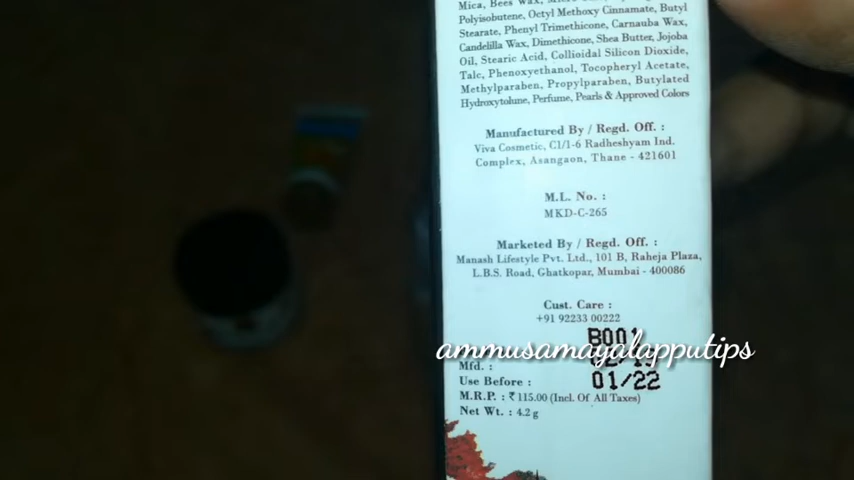 Mica, Bees Wax,
Polyisobutene, Octyl Methoxy Cinnamate, Butyl
Stearate, Phenyl Trimethicone, Carnauba Wax,
Candelilla Wax, Dimethicone, Shea Butter, Jojoba
Oil, Stearic Acid, Collioidal Silicon Dioxide,
Talc, Phenoxyethanol, Tocopheryl Acetate,
Methylparaben, Propylparaben, Butylated
Hydroxytolune, Perfume, Pearls & Approved Colors
Manufactured By / Regd. Off. :
Viva Cosmetic, C1/1-6 Radheshyam Ind.
Complex, Asangaon, Thane - 421601
M.L. No. :
MKD-C-265
Marketed By / Regd. Off. :
Manash Lifestyle Pvt. Ltd., 101 B, Raheja Plaza,
L.B.S. Road, Ghatkopar, Mumbai - 400086
Cust. Care :
+91 92233 00222
B001
ammusamayalapputips
Mfd. :
Use Before : 01/22
M.R.P. : ₹ 115.00 (Incl. Of All Taxes)
Net Wt. : 4.2 g